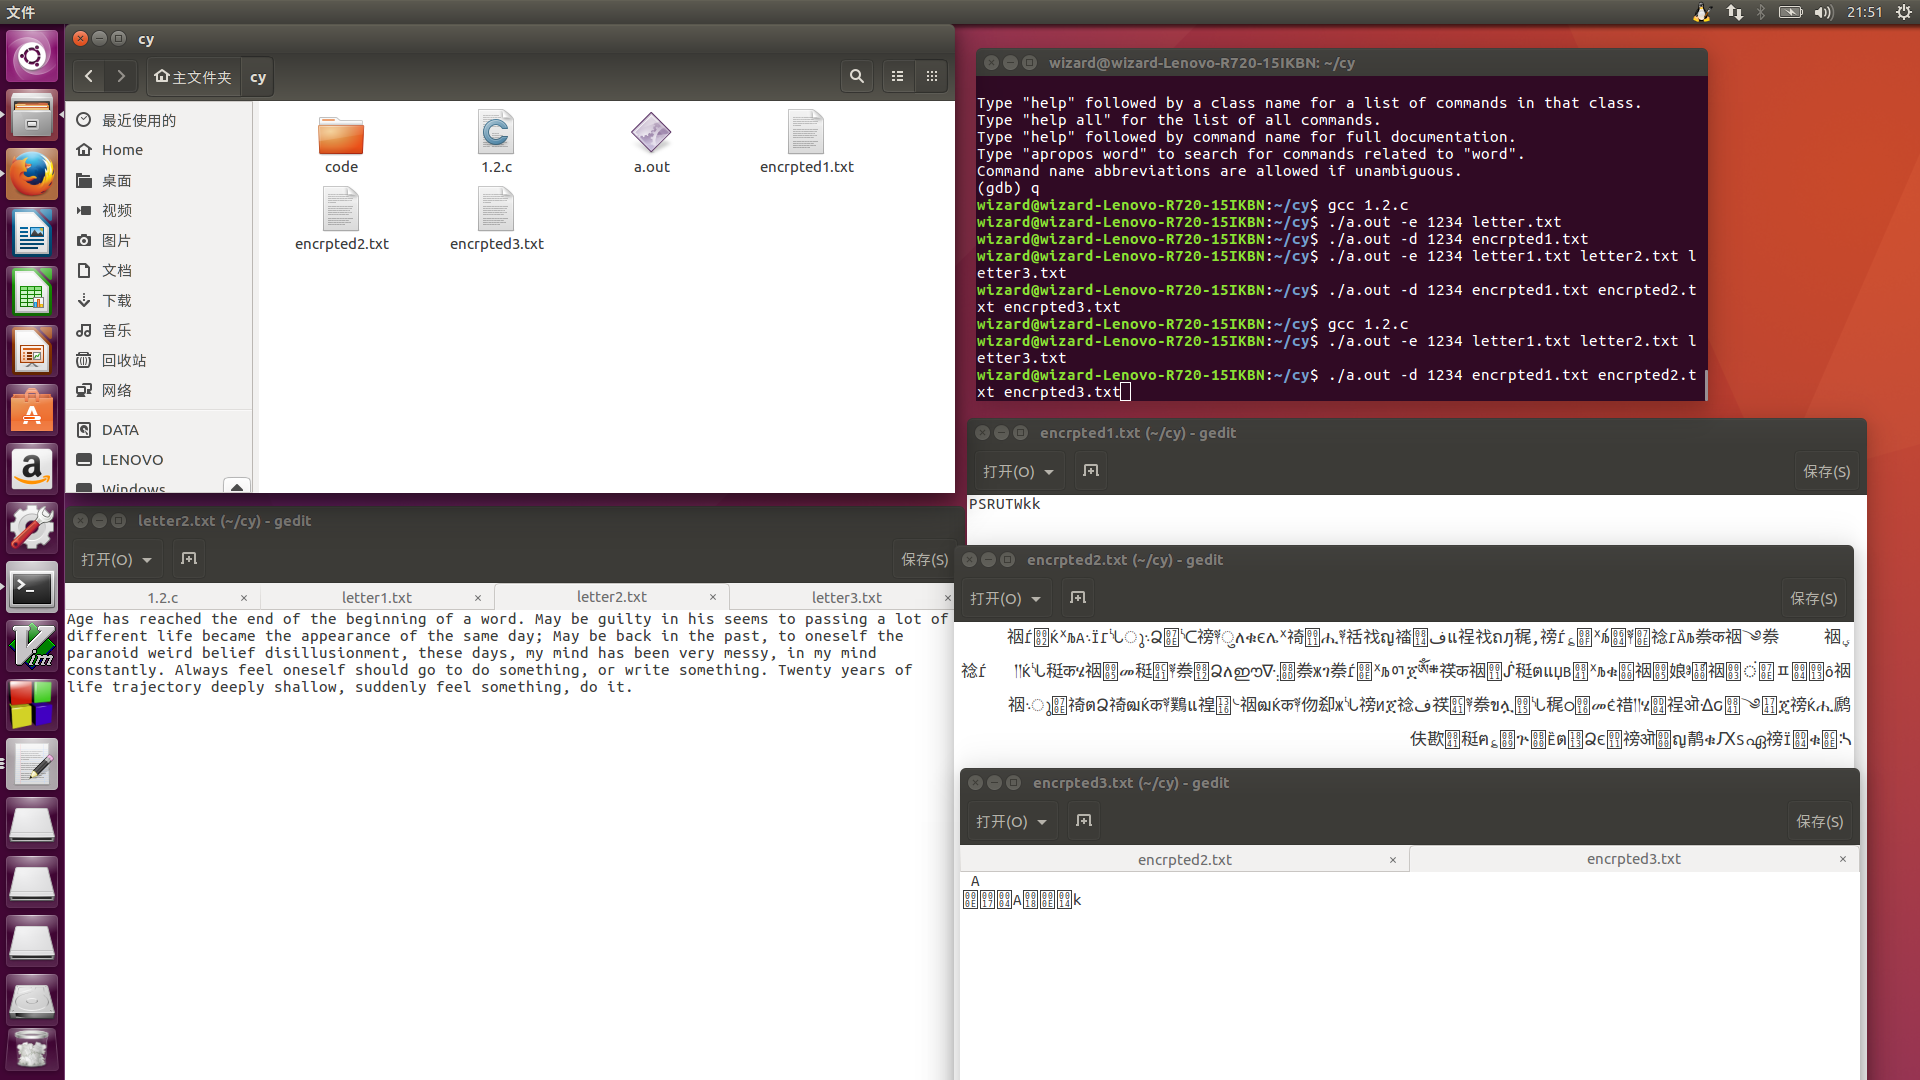 文件
21:51
cy
主文件夹
cy
最近使用的
Home
桌面
视频
图片
文档
下载
音乐
回收站
网络
DATA
LENOVO
Windows
code
1.2.c
a.out
encrpted1.txt
encrpted2.txt
encrpted3.txt
wizard@wizard-Lenovo-R720-15IKBN: ~/cy
Type "help" followed by a class name for a list of commands in that class.
Type "help all" for the list of all commands.
Type "help" followed by command name for full documentation.
Type "apropos word" to search for commands related to "word".
Command name abbreviations are allowed if unambiguous.
(gdb) q
wizard@wizard-Lenovo-R720-15IKBN:~/cy$ gcc 1.2.c
wizard@wizard-Lenovo-R720-15IKBN:~/cy$ ./a.out -e 1234 letter.txt
wizard@wizard-Lenovo-R720-15IKBN:~/cy$ ./a.out -d 1234 encrpted1.txt
wizard@wizard-Lenovo-R720-15IKBN:~/cy$ ./a.out -e 1234 letter1.txt letter2.txt l
etter3.txt
wizard@wizard-Lenovo-R720-15IKBN:~/cy$ ./a.out -d 1234 encrpted1.txt encrpted2.t
xt encrpted3.txt
wizard@wizard-Lenovo-R720-15IKBN:~/cy$ gcc 1.2.c
wizard@wizard-Lenovo-R720-15IKBN:~/cy$ ./a.out -e 1234 letter1.txt letter2.txt l
etter3.txt
wizard@wizard-Lenovo-R720-15IKBN:~/cy$ ./a.out -d 1234 encrpted1.txt encrpted2.t
xt encrpted3.txt
encrpted1.txt (~/cy) - gedit
打开(O)
保存(S)
PSRUTWkk
letter2.txt (~/cy) - gedit
打开(O)
保存(S)
1.2.c
letter1.txt
letter2.txt
letter3.txt
Age has reached the end of the beginning of a word. May be guilty in his seems to passing a lot of
different life became the appearance of the same day; May be back in the past, to oneself the
paranoid weird belief disillusionment, these days, my mind has been very messy, in my mind
constantly. Always feel oneself should go to do something, or write something. Twenty years of
life trajectory deeply shallow, suddenly feel something, do it.
encrpted2.txt (~/cy) - gedit
打开(O)
保存(S)
encrpted3.txt (~/cy) - gedit
打开(O)
保存(S)
encrpted2.txt
encrpted3.txt
A
A k